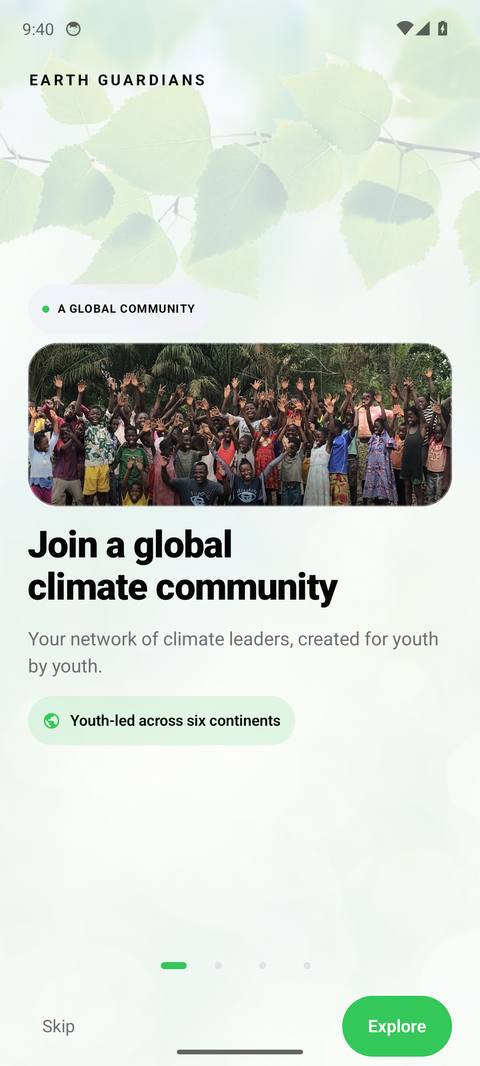 9:40
EARTH GUARDIANS
A GLOBAL COMMUNITY
Join a global
climate community
Your network of climate leaders, created for youth
by youth.
Youth-led across six continents
Skip
Explore